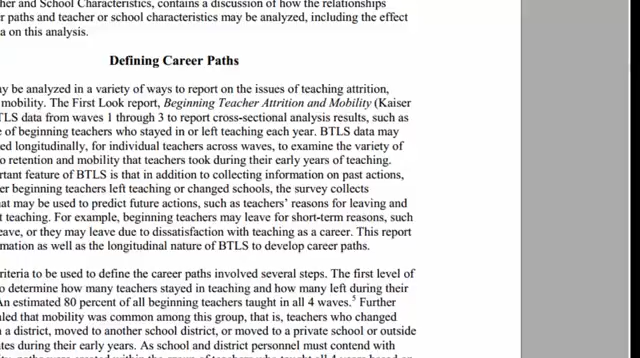 her and School Characteristics, contains a discussion of how the relationships
r paths and teacher or school characteristics may be analyzed, including the effect
a on this analysis.
Defining Career Paths
ay be analyzed in a variety of ways to report on the issues of teaching attrition,
mobility. The First Look report, Beginning Teacher Attrition and Mobility (Kaiser
TLS data from waves 1 through 3 to report cross-sectional analysis results, such as
e of beginning teachers who stayed in or left teaching each year. BTLS data may
ed longitudinally, for individual teachers across waves, to examine the variety of
o retention and mobility that teachers took during their early years of teaching.
rtant feature of BTLS is that in addition to collecting information on past actions,
er beginning teachers left teaching or changed schools, the survey collects
hat may be used to predict future actions, such as teachers' reasons for leaving and
t teaching. For example, beginning teachers may leave for short-term reasons, such
eave, or they may leave due to dissatisfaction with teaching as a career. This report
mation as well as the longitudinal nature of BTLS to develop career paths.
riteria to be used to define the career paths involved several steps. The first level of
o determine how many teachers stayed in teaching and how many left during their
An estimated 80 percent of all beginning teachers taught in all 4 waves.5 Further
led that mobility was common among this group, that is, teachers who changed
n a district, moved to another school district, or moved to a private school or outside
tes during their early years. As school and district personnel must contend with